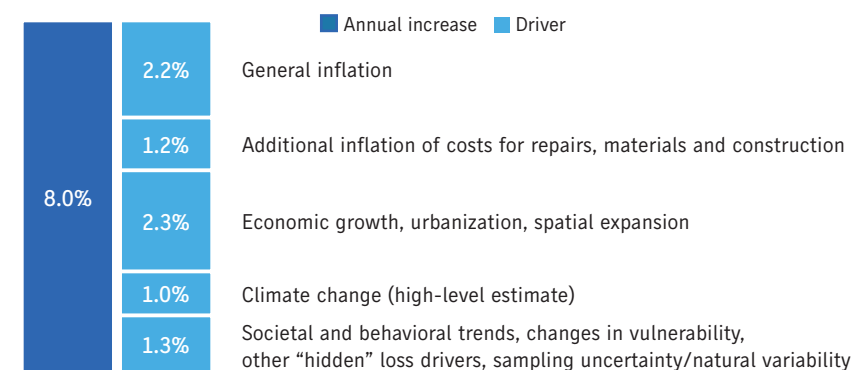 Annual increase Driver
2.2% General inflation
1.2% Additional inflation of costs for repairs, materials and construction
8.0%
2.3% Economic growth, urbanization, spatial expansion
1.0% Climate change (high-level estimate)
1.3% Societal and behavioral trends, changes in vulnerability,
other “hidden” loss drivers, sampling uncertainty/natural variability